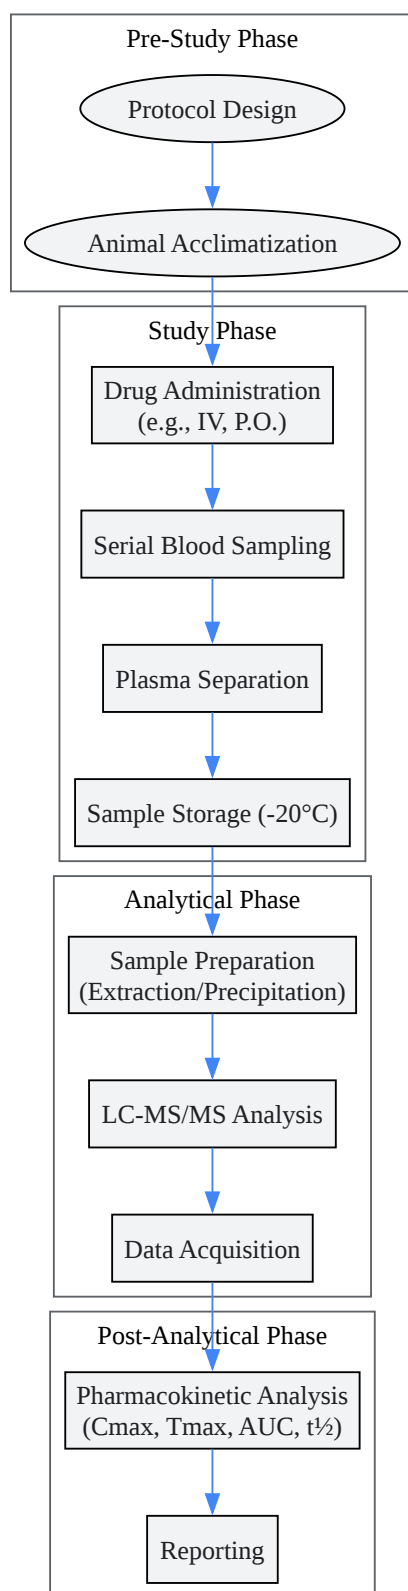 Pre-Study Phase
Protocol Design
Animal Acclimatization
Study Phase
Drug Administration
(e.g., IV, P.O.)
Serial Blood Sampling
Plasma Separation
Sample Storage (-20°C)
Analytical Phase
Sample Preparation
(Extraction/Precipitation)
LC-MS/MS Analysis
Data Acquisition
Post-Analytical Phase
Pharmacokinetic Analysis
(Cmax, Tmax, AUC, t½)
Reporting